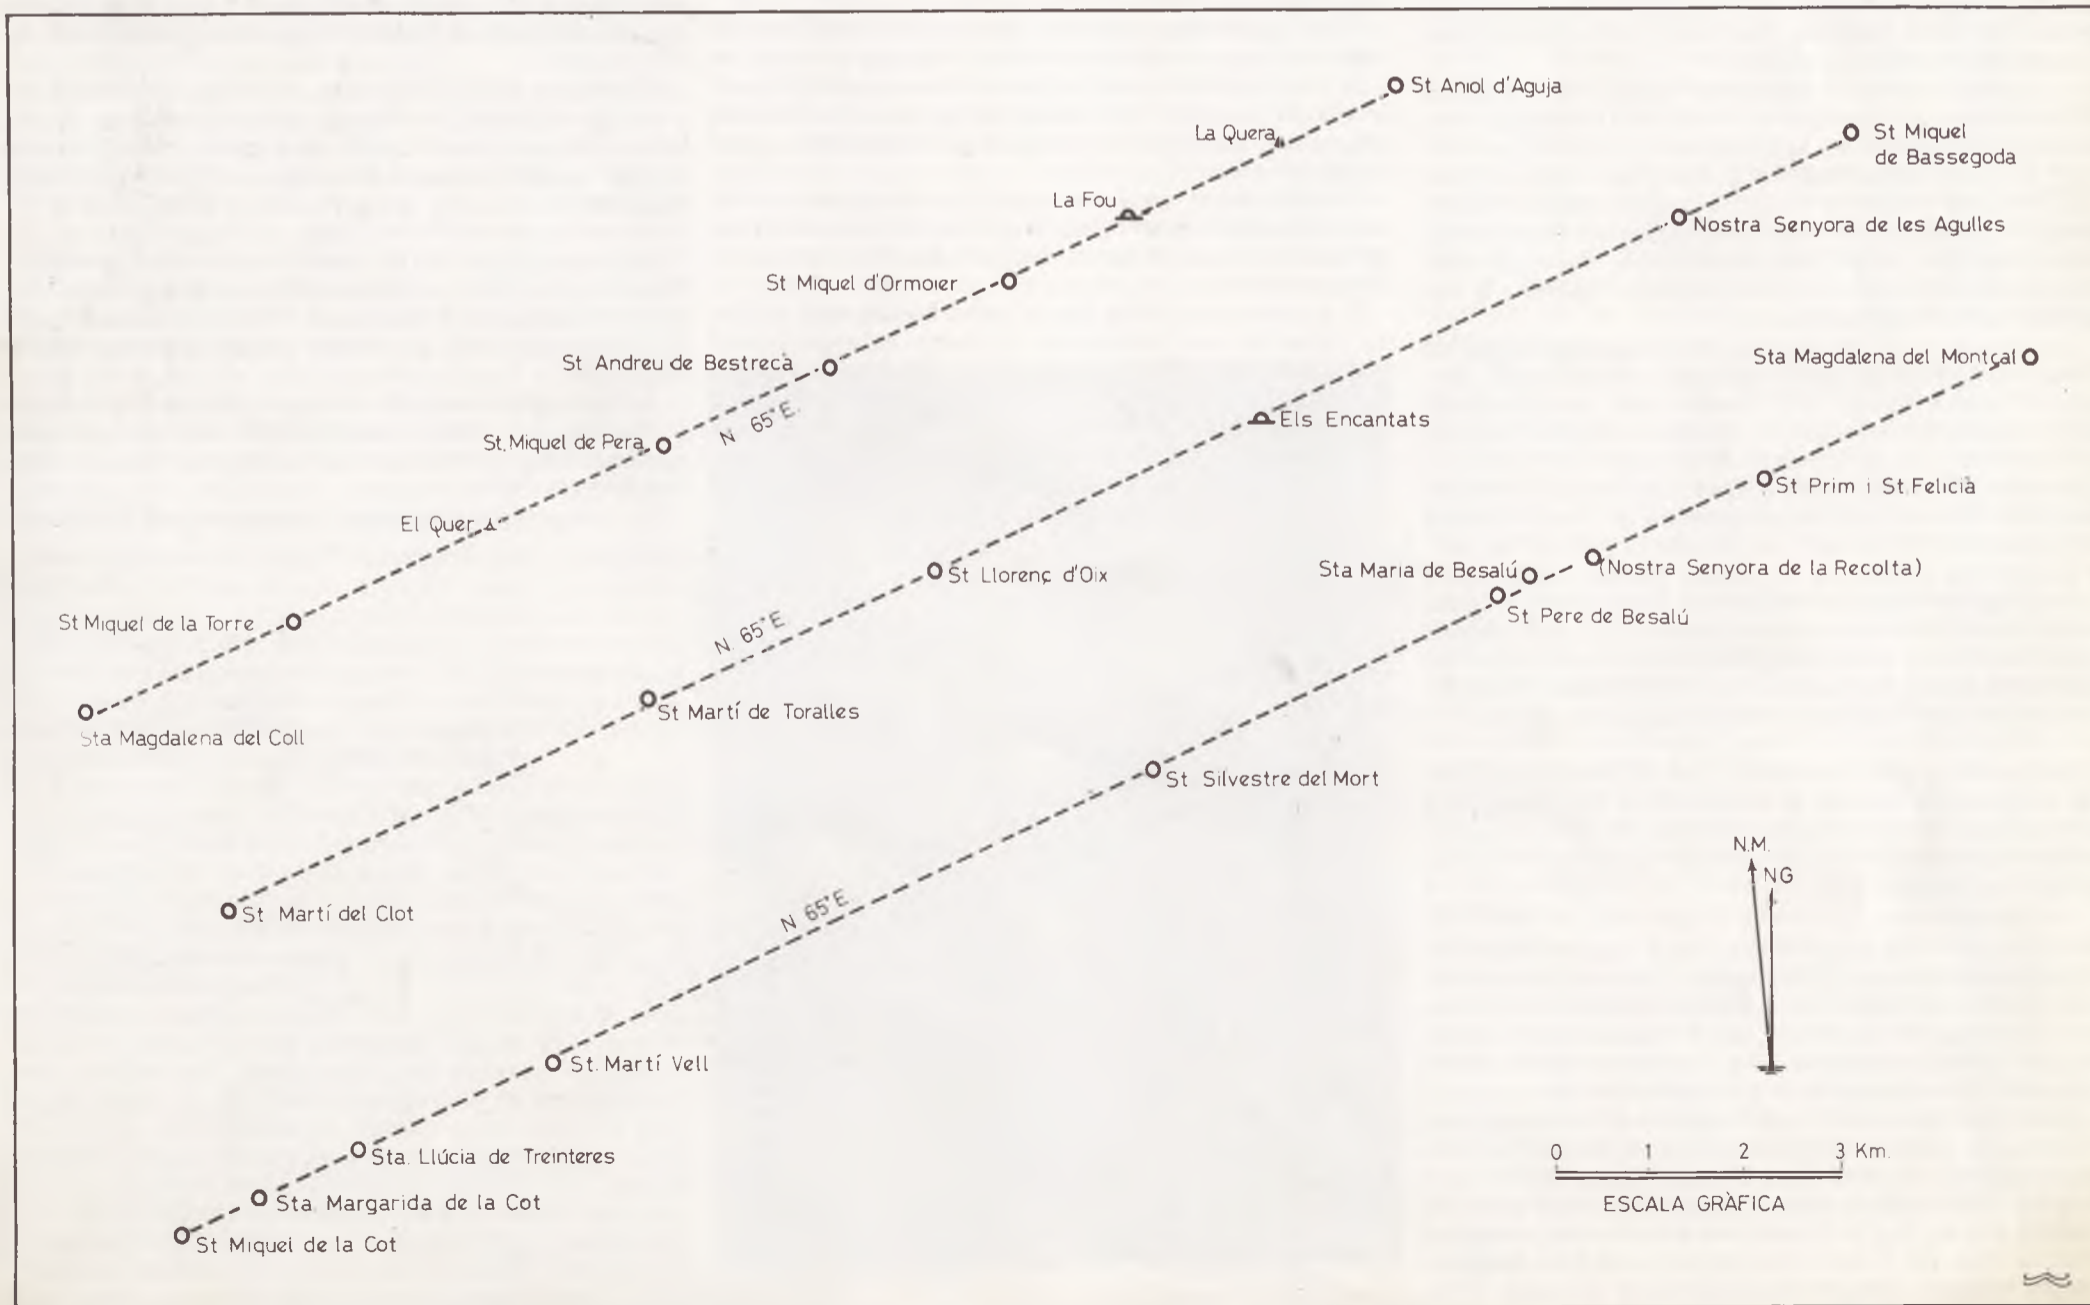 St Aniol d'Aguja
La Quera
St Miquel
de Bassegoda
La Fou
Nostra Senyora de les Agulles
St Miquel d'Ormoier
St Andreu de Bestrecà
N 65°E.
Sta Magdalena del Montçal
St. Miquel de Pera
Els Encantats
El Quer
St Prim i St. Felicià
St Llorenç d'Oix
Sta Maria de Besalú
(Nostra Senyora de la Recolta)
St Pere de Besalú
St Miquel de la Torre
N. 65°E
Sta Magdalena del Coll
St Martí de Toralles
St Silvestre del Mort
St Martí del Clot
N 65°E.
N.M.
NG
St. Martí Vell
Sta. Llúcia de Treinteres
Sta. Margarida de la Cot
St Miquel de la Cot
0 1 2 3 Km.
ESCALA GRÀFICA